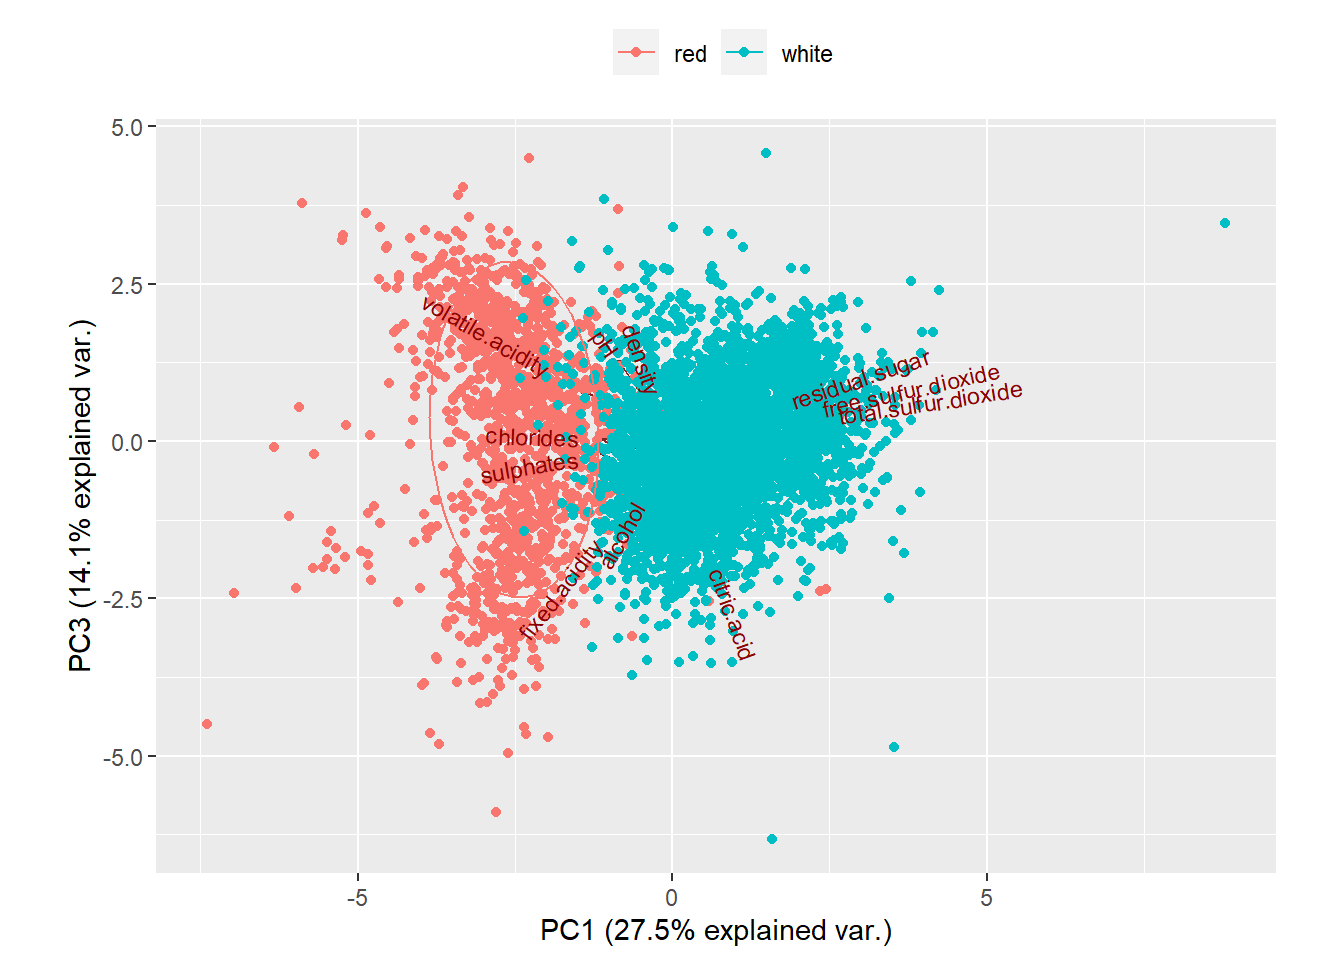 red
white
5.0
2.5
0.0
-2.5
-5.0
PC3 (14.1% explained var.)
volatile.acidity
pH
density
residual.sugar
free.sulfur.dioxide
total.sulfur.dioxide
chlorides
sulphates
alcohol
fixed.acidity
citric.acid
-5
0
5
PC1 (27.5% explained var.)